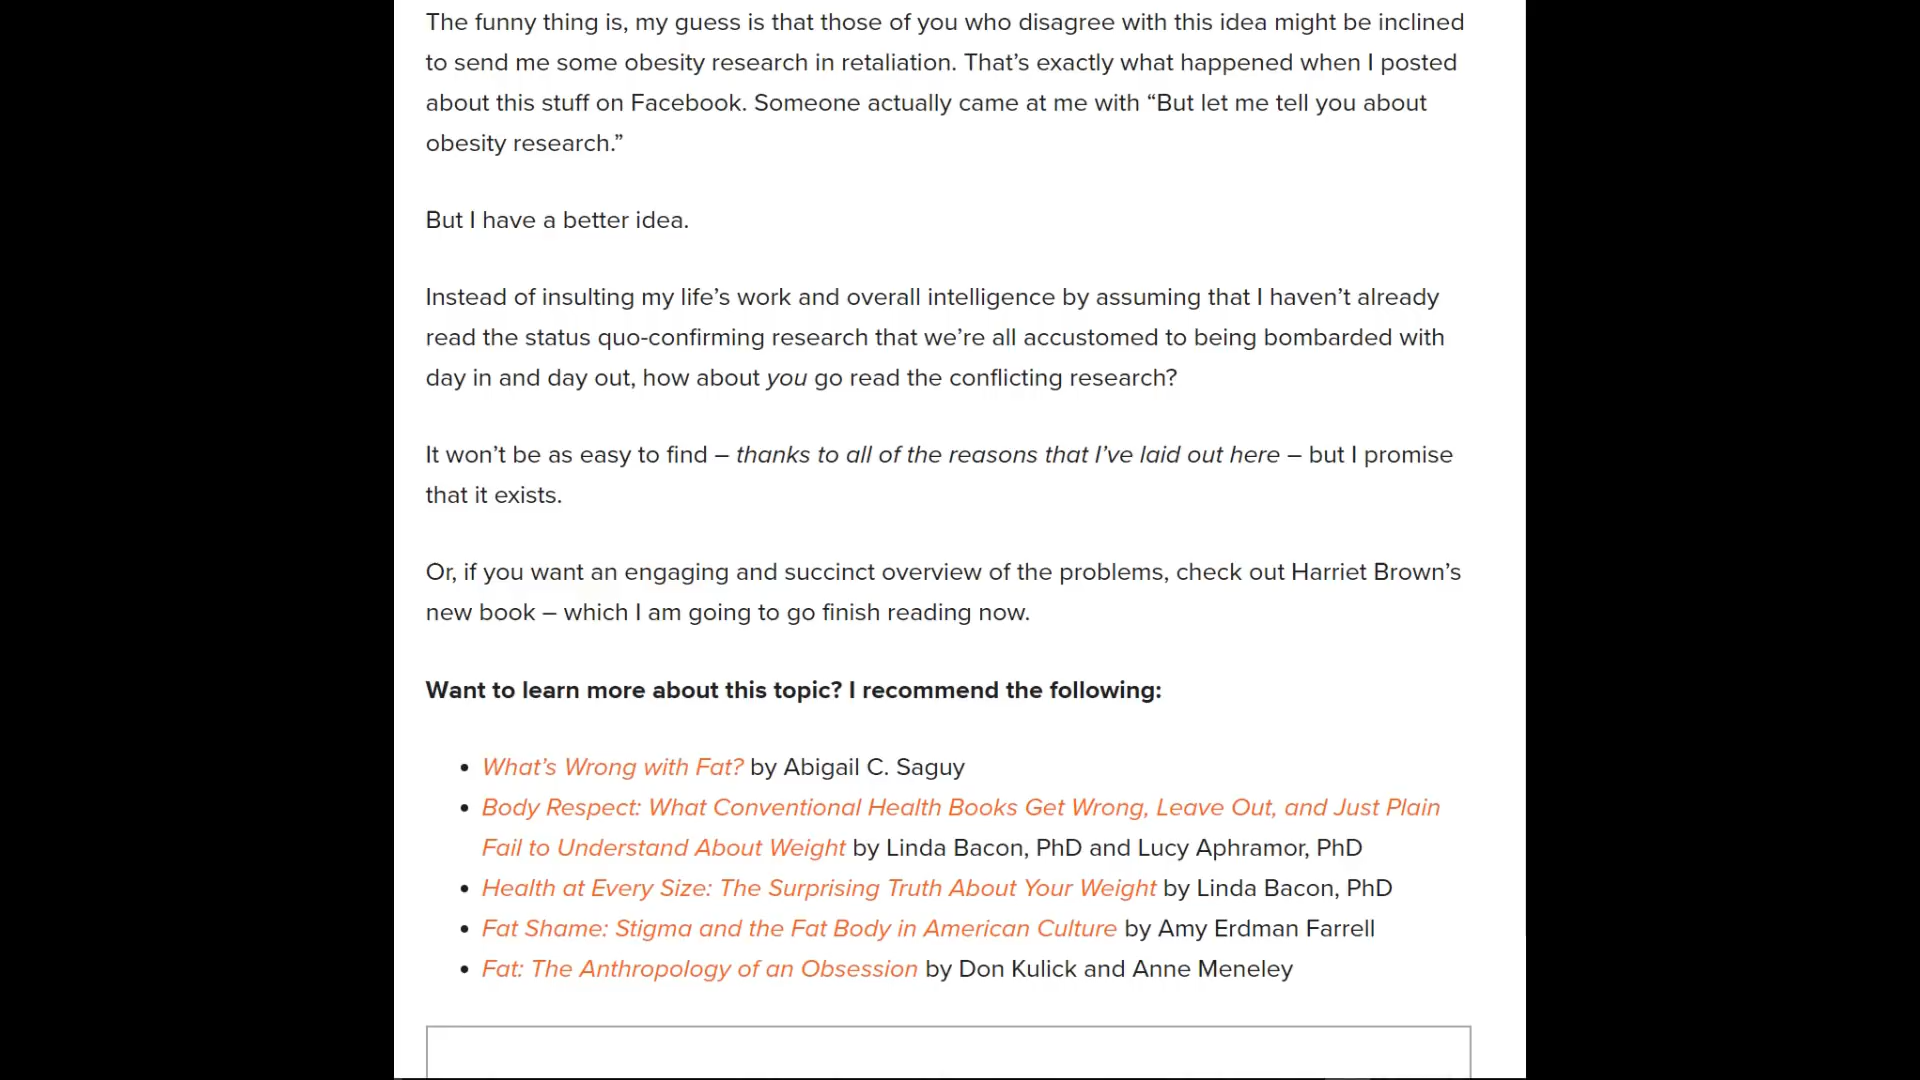 The funny thing is, my guess is that those of you who disagree with this idea might be inclined
to send me some obesity research in retaliation. That’s exactly what happened when I posted
about this stuff on Facebook. Someone actually came at me with “But let me tell you about
obesity research.”
But I have a better idea.
Instead of insulting my life’s work and overall intelligence by assuming that I haven’t already
read the status quo-confirming research that we’re all accustomed to being bombarded with
day in and day out, how about you go read the conflicting research?
It won’t be as easy to find – thanks to all of the reasons that I’ve laid out here – but I promise
that it exists.
Or, if you want an engaging and succinct overview of the problems, check out Harriet Brown’s
new book – which I am going to go finish reading now.
Want to learn more about this topic? I recommend the following:
• What’s Wrong with Fat? by Abigail C. Saguy
• Body Respect: What Conventional Health Books Get Wrong, Leave Out, and Just Plain
Fail to Understand About Weight by Linda Bacon, PhD and Lucy Aphramor, PhD
• Health at Every Size: The Surprising Truth About Your Weight by Linda Bacon, PhD
• Fat Shame: Stigma and the Fat Body in American Culture by Amy Erdman Farrell
• Fat: The Anthropology of an Obsession by Don Kulick and Anne Meneley